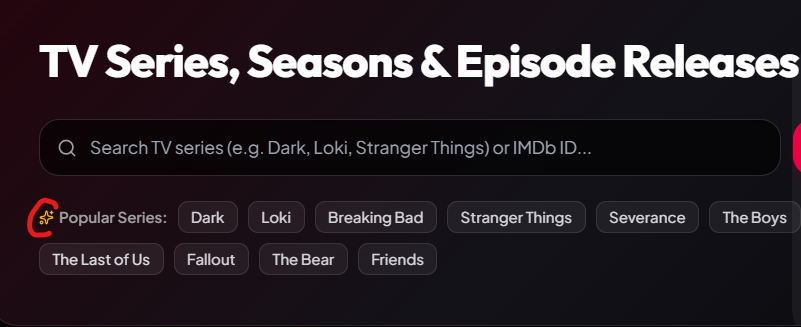 TV Series, Seasons & Episode Releases
Search TV series (e.g. Dark, Loki, Stranger Things) or IMDb ID...
Popular Series: Dark Loki Breaking Bad Stranger Things Severance The Boys
The Last of Us Fallout The Bear Friends